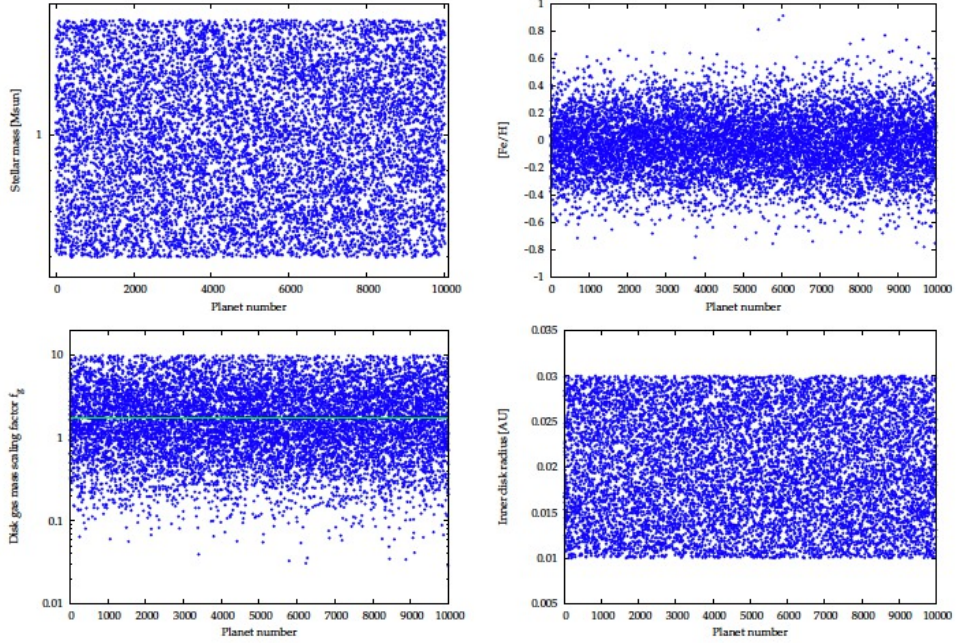 Stellar mass [Msun]
1
0 2000 4000 6000 8000 10000
Planet number
[Fe/H]
1
0.8
0.6
0.4
0.2
0
-0.2
-0.4
-0.6
-0.8
-1
0 1000 2000 3000 4000 5000 6000 7000 8000 9000 10000
Planet number
Disk gas mass scaling factor f_g
10
1
0.1
0.01
0 1000 2000 3000 4000 5000 6000 7000 8000 9000 10000
Planet number
Inner disk radius [AU]
0.035
0.03
0.025
0.02
0.015
0.01
0.005
0 1000 2000 3000 4000 5000 6000 7000 8000 9000 10000
Planet number